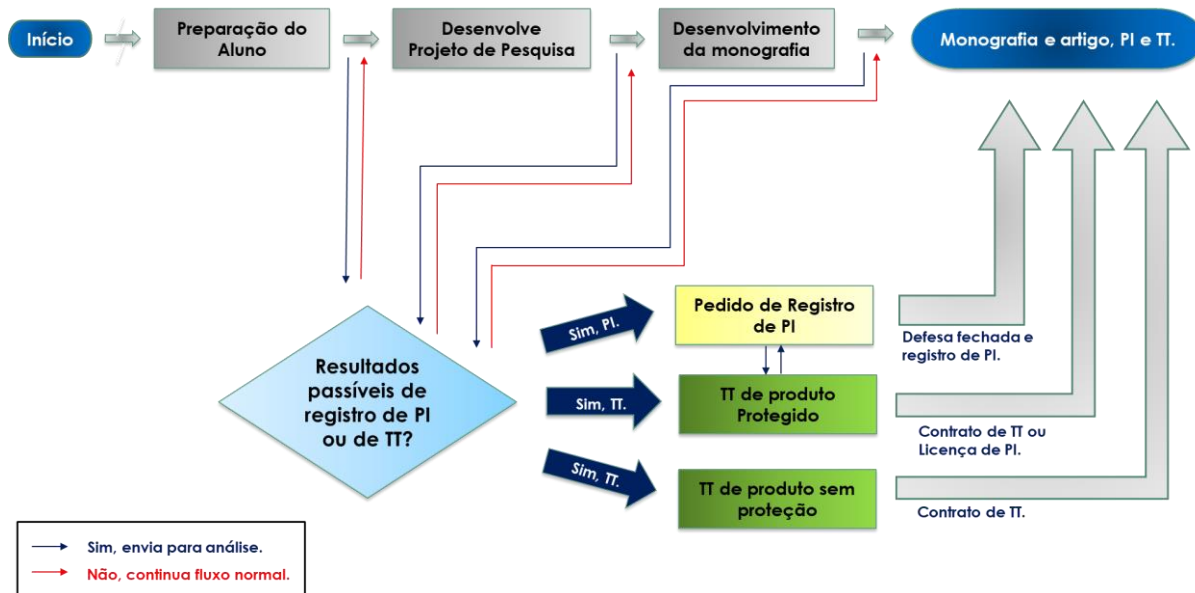 Início
Preparação do
Aluno
Desenvolve
Projeto de Pesquisa
Desenvolvimento
da monografia
Monografia e artigo, PI e TT.
Resultados
passíveis de
registro de PI
ou de TT?
Sim, PI.
Pedido de Registro
de PI
Defesa fechada e
registro de PI.
Sim, TT.
TT de produto
Protegido
Contrato de TT ou
Licença de PI.
Sim, TT.
TT de produto sem
proteção
Contrato de TT.
Sim, envia para análise.
Não, continua fluxo normal.